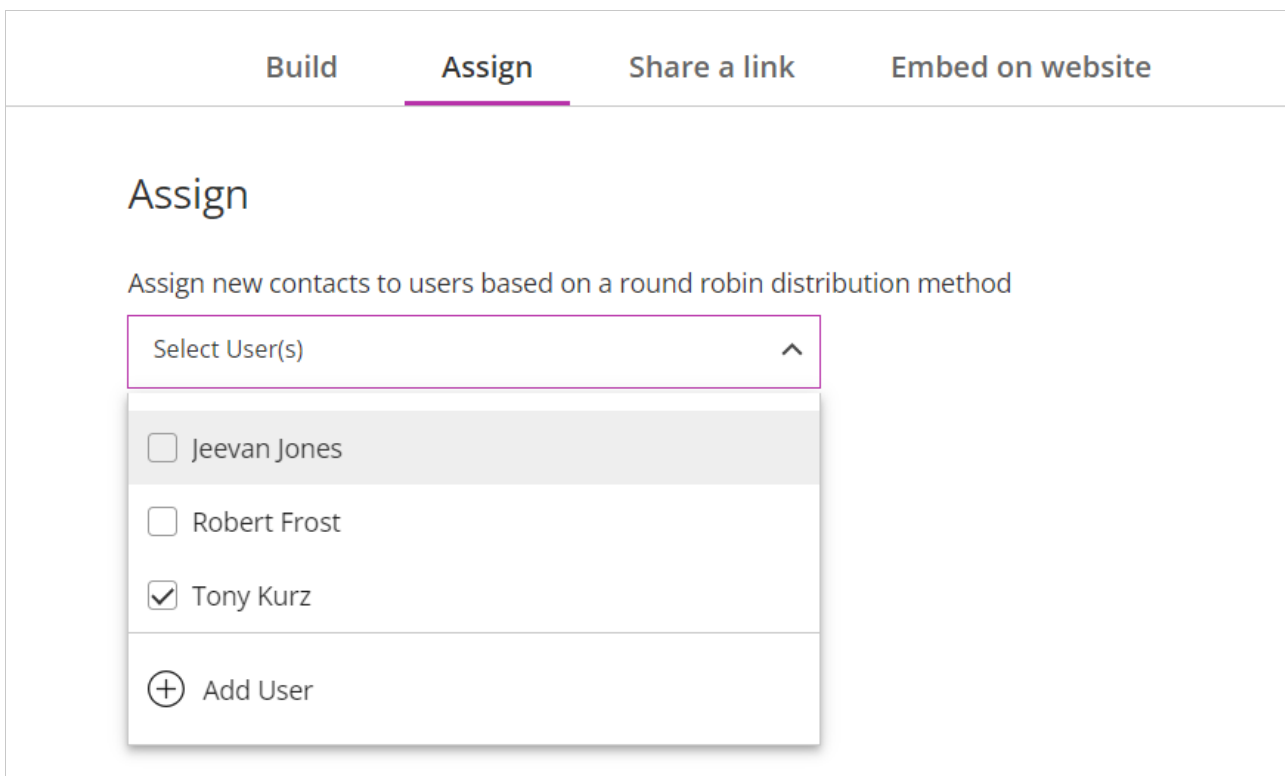 Build Assign Share a link Embed on website
Assign
Assign new contacts to users based on a round robin distribution method
Select User(s)
Jeevan Jones
Robert Frost
Tony Kurz
Add User